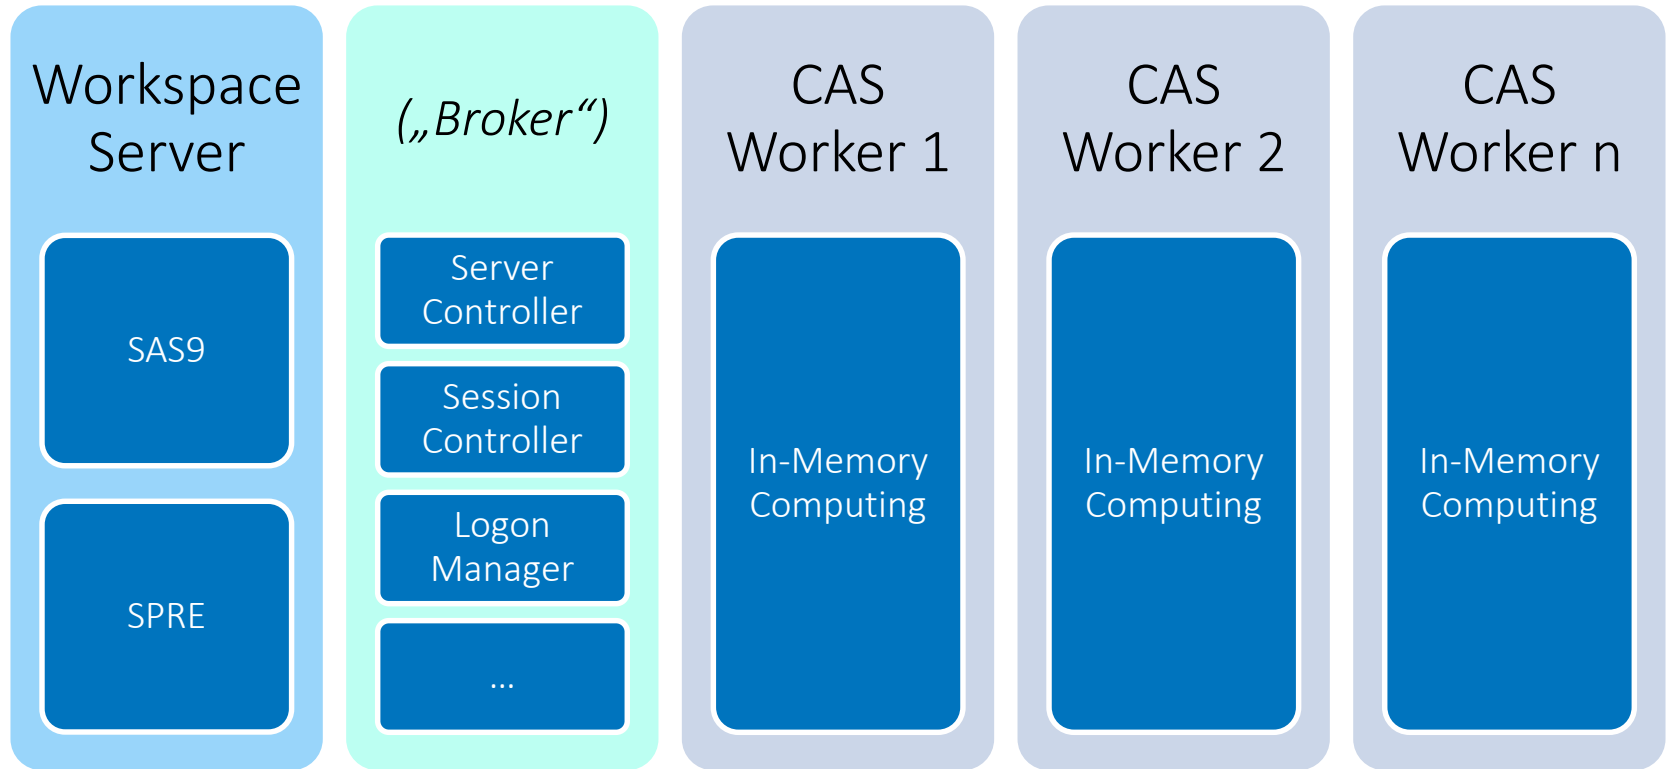 Workspace
Server
SAS9
SPRE
(„Broker“)
Server
Controller
Session
Controller
Logon
Manager
...
CAS
Worker 1
In-Memory
Computing
CAS
Worker 2
In-Memory
Computing
CAS
Worker n
In-Memory
Computing